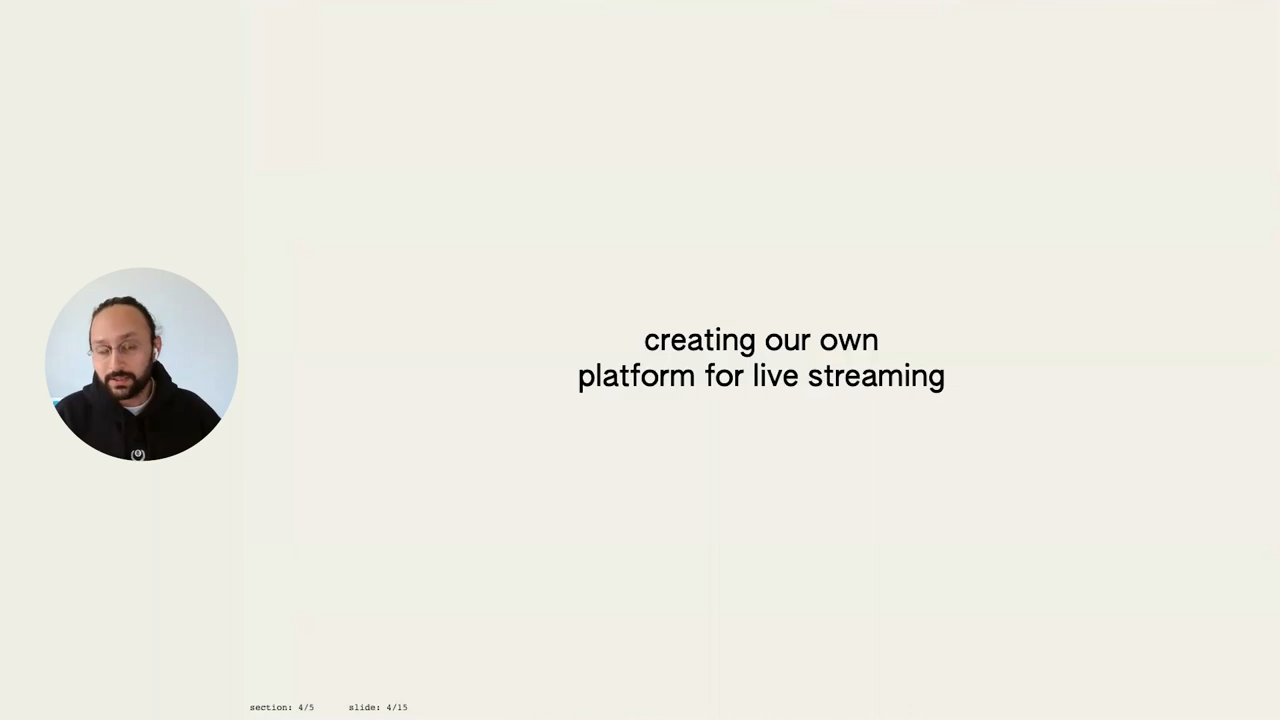 creating our own
platform for live streaming
section: 4/5 slide: 4/15